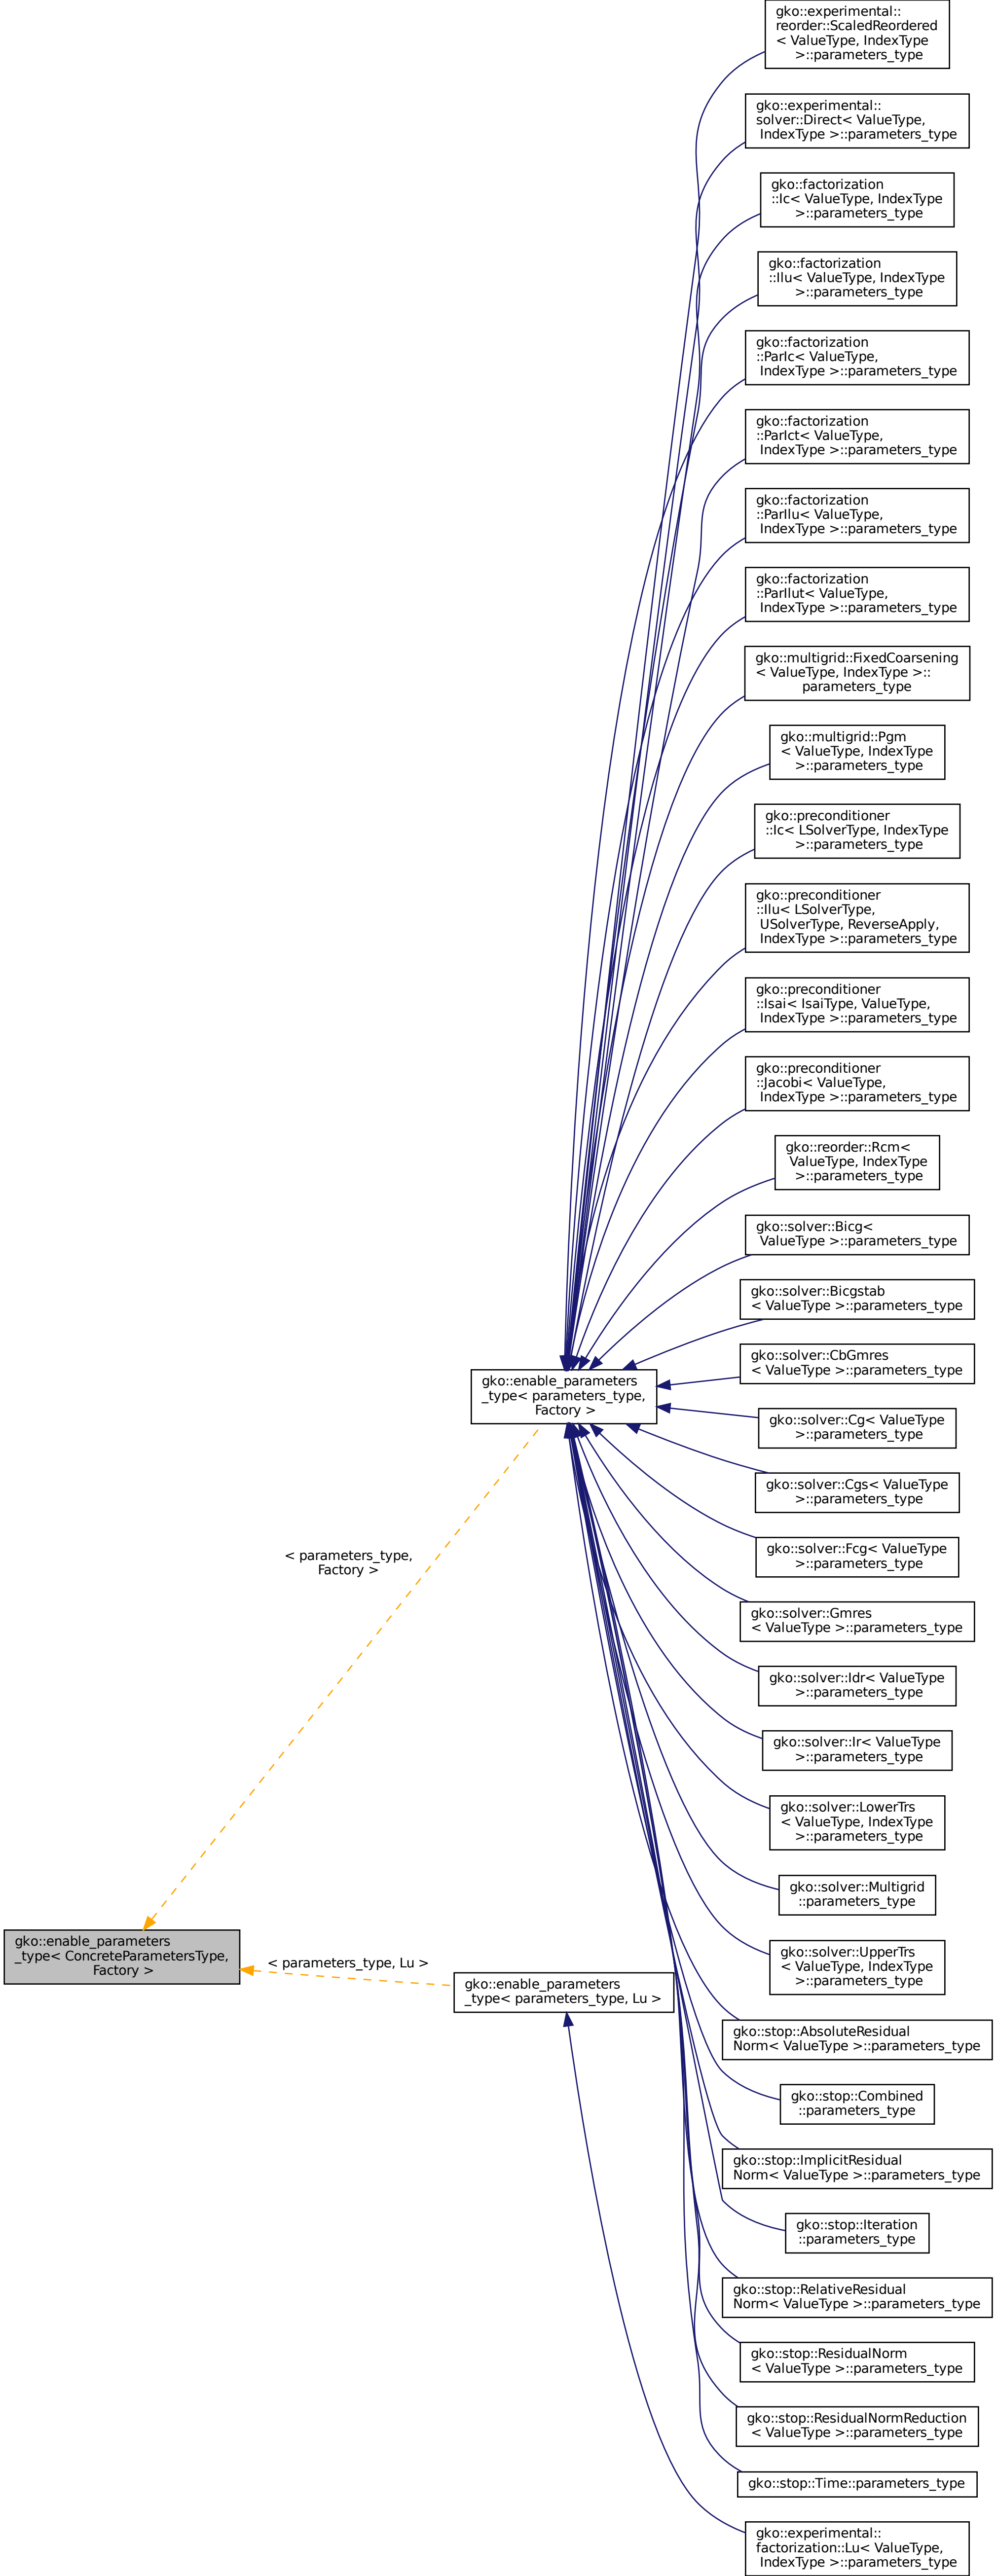 gko::experimental::
reorder::ScaledReordered
< ValueType, IndexType
>::parameters_type
gko::experimental::
solver::Direct< ValueType,
IndexType >::parameters_type
gko::factorization
::Ic< ValueType, IndexType
>::parameters_type
gko::factorization
::Ilu< ValueType, IndexType
>::parameters_type
gko::factorization
::ParIc< ValueType,
IndexType >::parameters_type
gko::factorization
::ParIct< ValueType,
IndexType >::parameters_type
gko::factorization
::ParIlu< ValueType,
IndexType >::parameters_type
gko::factorization
::ParIlut< ValueType,
IndexType >::parameters_type
gko::multigrid::FixedCoarsening
< ValueType, IndexType >::
parameters_type
gko::multigrid::Pgm
< ValueType, IndexType
>::parameters_type
gko::preconditioner
::Ic< LSolverType, IndexType
>::parameters_type
gko::preconditioner
::Ilu< LSolverType,
USolverType, ReverseApply,
IndexType >::parameters_type
gko::preconditioner
::Isai< IsaiType, ValueType,
IndexType >::parameters_type
gko::preconditioner
::Jacobi< ValueType,
IndexType >::parameters_type
gko::reorder::Rcm<
ValueType, IndexType
>::parameters_type
gko::solver::Bicg<
ValueType >::parameters_type
gko::solver::Bicgstab
< ValueType >::parameters_type
gko::solver::CbGmres
< ValueType >::parameters_type
gko::enable_parameters
_type< parameters_type,
Factory >
gko::solver::Cg< ValueType
>::parameters_type
gko::solver::Cgs< ValueType
>::parameters_type
gko::solver::Fcg< ValueType
>::parameters_type
< parameters_type,
Factory >
gko::solver::Gmres
< ValueType >::parameters_type
gko::solver::Idr< ValueType
>::parameters_type
gko::solver::Ir< ValueType
>::parameters_type
gko::solver::LowerTrs
< ValueType, IndexType
>::parameters_type
gko::solver::Multigrid
::parameters_type
gko::enable_parameters
_type< ConcreteParametersType,
Factory >
< parameters_type, Lu >
gko::enable_parameters
_type< parameters_type, Lu >
gko::solver::UpperTrs
< ValueType, IndexType
>::parameters_type
gko::stop::AbsoluteResidual
Norm< ValueType >::parameters_type
gko::stop::Combined
::parameters_type
gko::stop::ImplicitResidual
Norm< ValueType >::parameters_type
gko::stop::Iteration
::parameters_type
gko::stop::RelativeResidual
Norm< ValueType >::parameters_type
gko::stop::ResidualNorm
< ValueType >::parameters_type
gko::stop::ResidualNormReduction
< ValueType >::parameters_type
gko::stop::Time::parameters_type
gko::experimental::
factorization::Lu< ValueType,
IndexType >::parameters_type